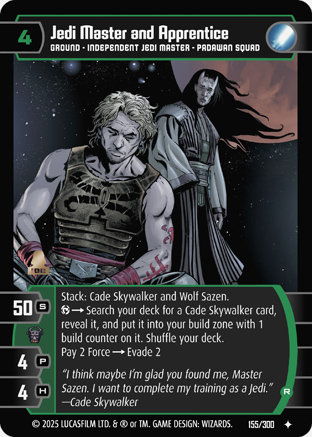 4
Jedi Master and Apprentice
GROUND - INDEPENDENT JEDI MASTER - PADAWAN SQUAD
50 S
4 P
4 H
Stack: Cade Skywalker and Wolf Sazen.
→ Search your deck for a Cade Skywalker card,
reveal it, and put it into your build zone with 1
build counter on it. Shuffle your deck.
Pay 2 Force → Evade 2
“I think maybe I’m glad you found me, Master
Sazen. I want to complete my training as a Jedi.”
—Cade Skywalker
R
© 2025 LUCASFILM LTD. & ® or TM. GAME DESIGN: WIZARDS.
155/300